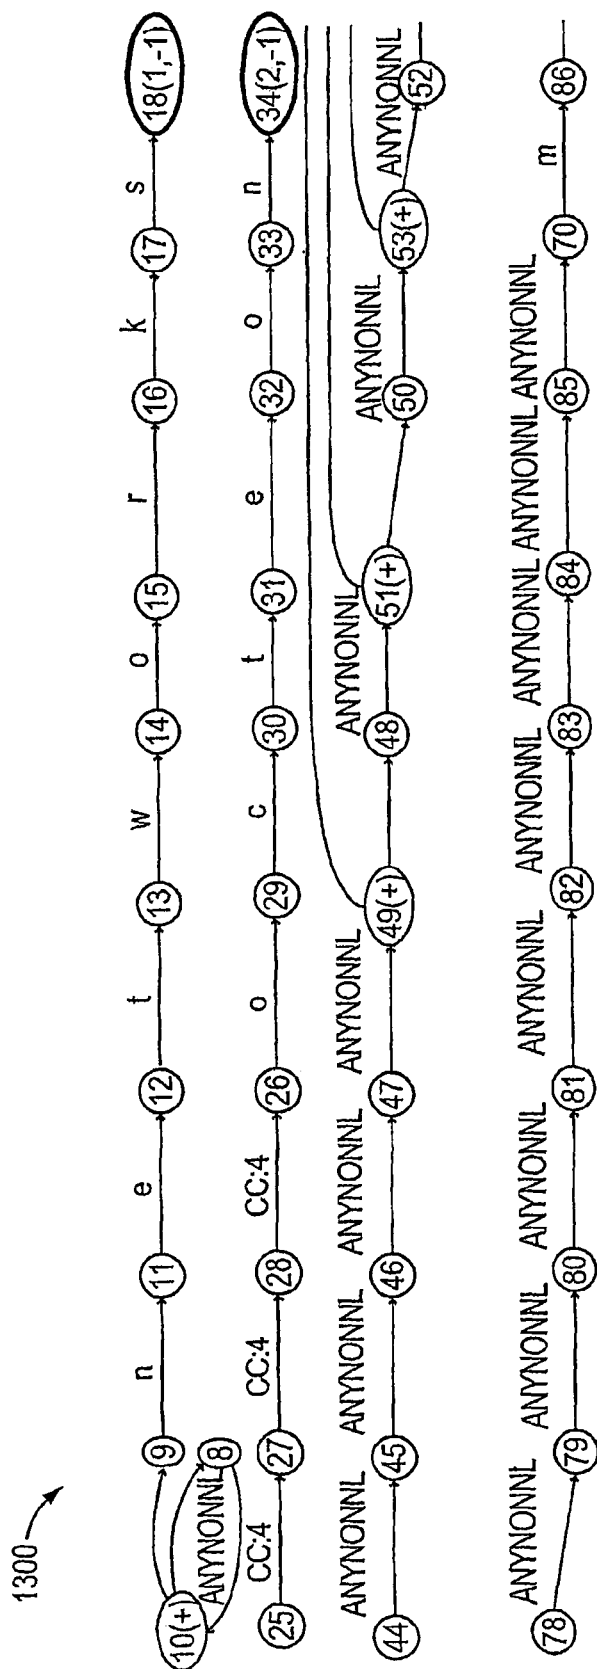 1300
n e t w o r k s
10(+) 9 11 12 13 14 15 16 17 18(1,-1)
ANYNONNL 8
CC:4 CC:4 CC:4 o c t e o n
25 27 28 26 29 30 31 32 33 34(2,-1)
ANYNONNL ANYNONNL ANYNONNL ANYNONNL ANYNONNL ANYNONNL ANYNONNL
44 45 46 47 49(+) 48 51(+) 50 53(+) 52
ANYNONNL ANYNONNL ANYNONNL ANYNONNL ANYNONNL ANYNONNL ANYNONNL ANYNONNL m
78 79 80 81 82 83 84 85 70 86